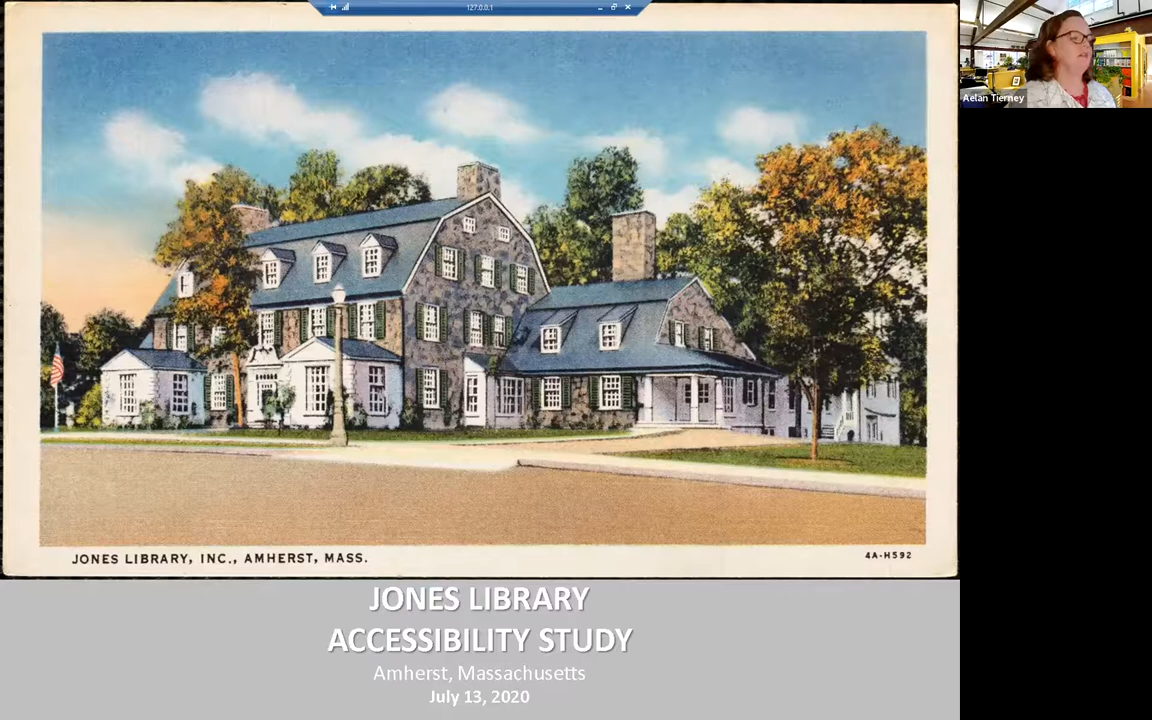 127.0.0.1
Aelan Tierney
JONES LIBRARY, INC., AMHERST, MASS.
4A-H592
JONES LIBRARY
ACCESSIBILITY STUDY
Amherst, Massachusetts
July 13, 2020